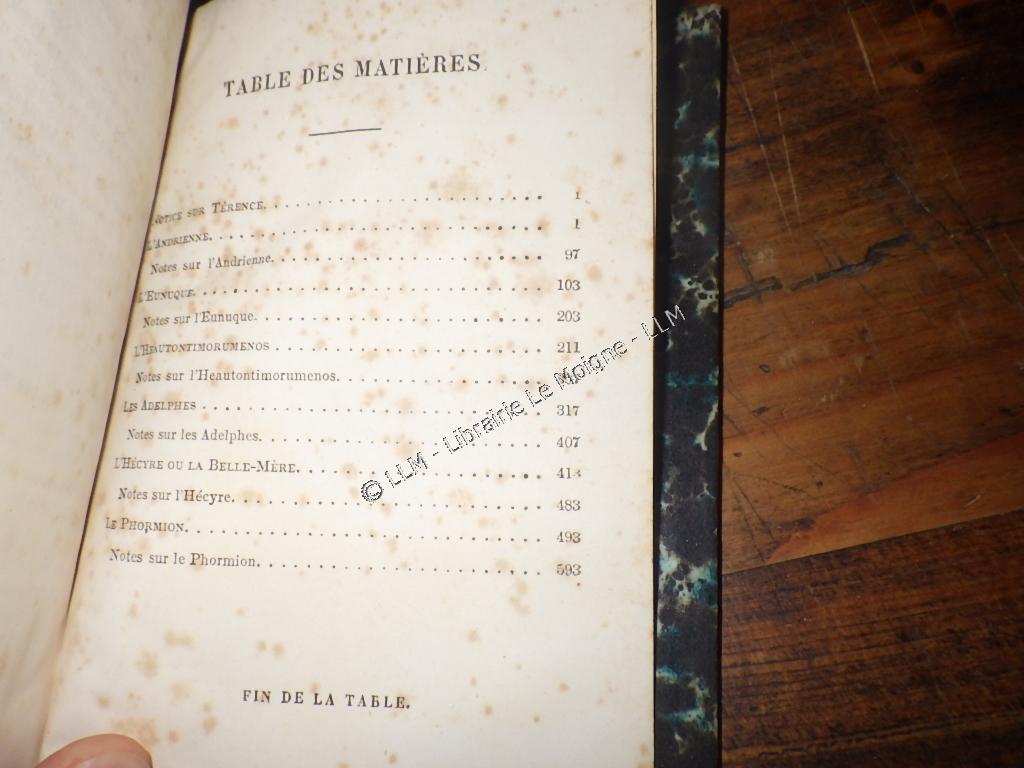 TABLE DES MATIÈRES.
NOTICE SUR TÉRENCE. . . . . . . . . . . . . . . . . . . . . . . 1
L'ANDRIENNE. . . . . . . . . . . . . . . . . . . . . . . . . . . 1
Notes sur l'Andrienne. . . . . . . . . . . . . . . . . . . . . . 97
L'EUNUQUE. . . . . . . . . . . . . . . . . . . . . . . . . . . . 103
Notes sur l'Eunuque. . . . . . . . . . . . . . . . . . . . . . . 203
L'HEAUTONTIMORUMENOS . . . . . . . . . . . . . . . . . . . . . . 211
Notes sur l'Heautontimorumenos. . . . . . . . . . . . . . . . .
LES ADELPHES . . . . . . . . . . . . . . . . . . . . . . . . . . 317
Notes sur les Adelphes. . . . . . . . . . . . . . . . . . . . . 407
L'HÉCYRE OU LA BELLE-MÈRE. . . . . . . . . . . . . . . . . . . . 413
Notes sur l'Hécyre. . . . . . . . . . . . . . . . . . . . . . . 483
LE PHORMION. . . . . . . . . . . . . . . . . . . . . . . . . . . 493
Notes sur le Phormion. . . . . . . . . . . . . . . . . . . . . . 593
FIN DE LA TABLE.
© LLM - Librairie Le Moigne - LLM